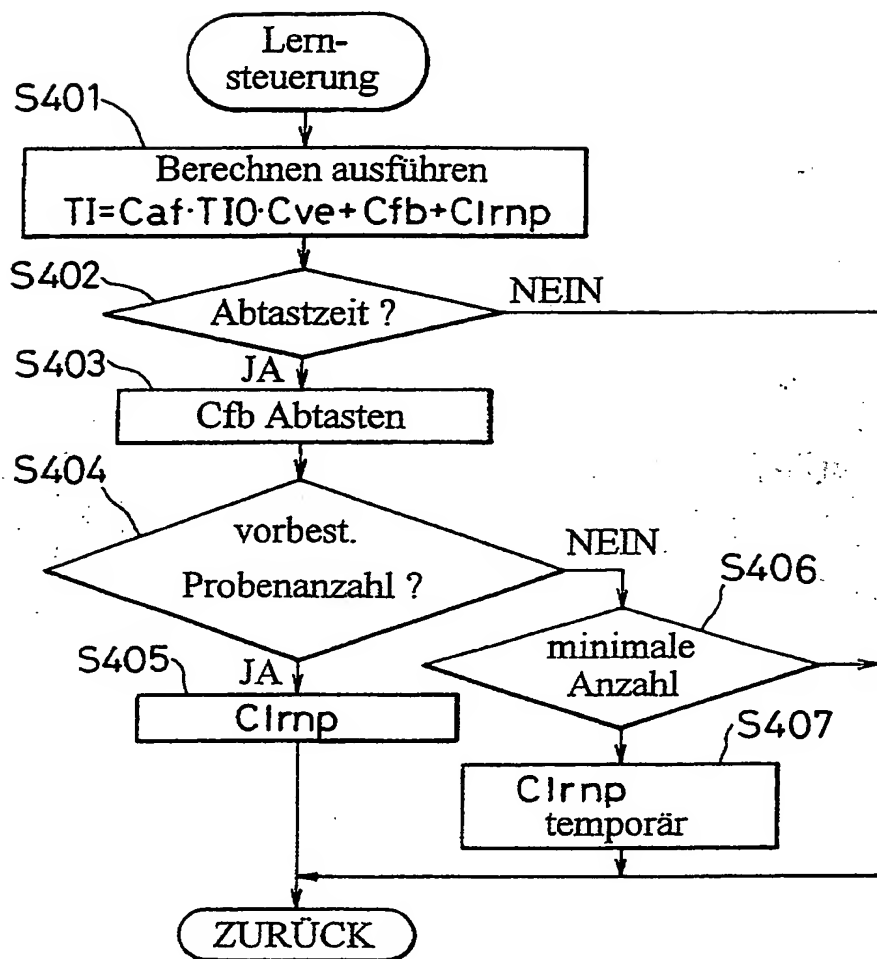 Lern-
steuerung
S401
Berechnen ausführen
TI=Caf·TI0·Cve+Cfb+Clrnp
S402
Abtastzeit ?
NEIN
JA
S403
Cfb Abtasten
S404
vorbest.
Probenanzahl ?
NEIN
S406
minimale
Anzahl
JA
S405
Clrnp
S407
Clrnp
temporär
ZURÜCK